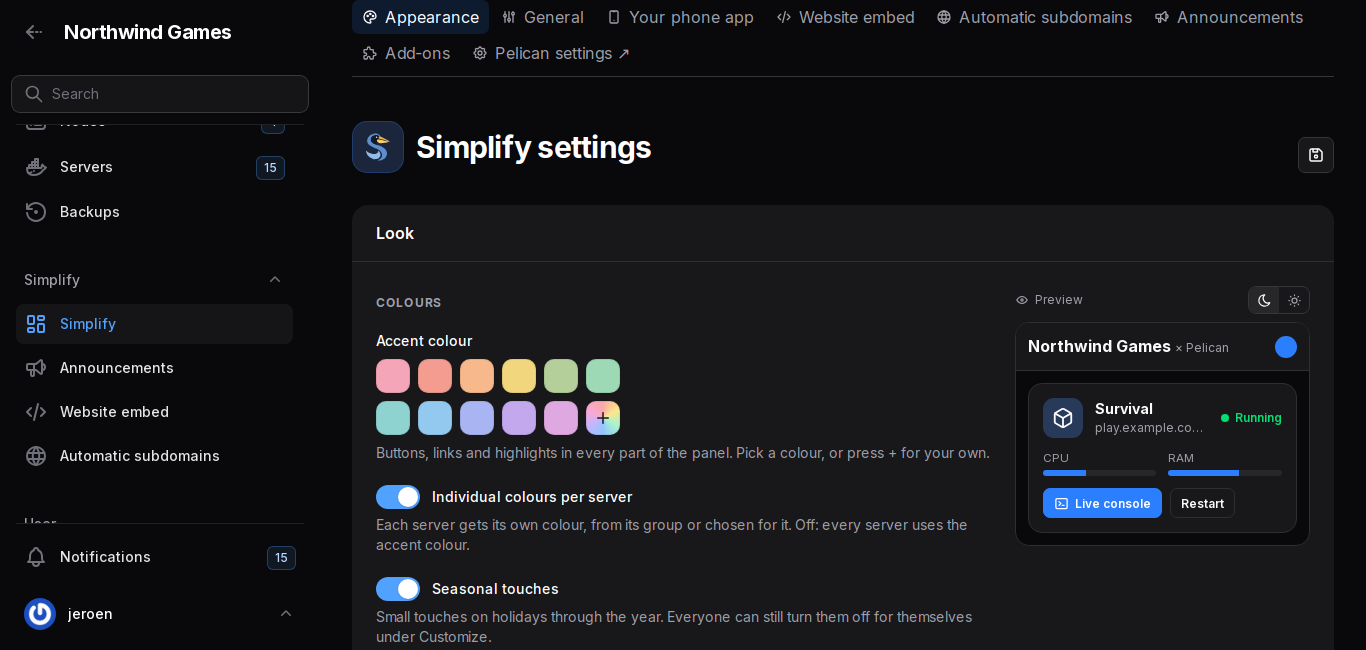 Northwind Games
Search
Servers
15
Backups
Simplify
Simplify
Announcements
Website embed
Automatic subdomains
User
Notifications
15
jeroen
Appearance
General
Your phone app
Website embed
Automatic subdomains
Announcements
Add-ons
Pelican settings ↗
Simplify settings
Look
COLOURS
Accent colour
Buttons, links and highlights in every part of the panel. Pick a colour, or press + for your own.
Individual colours per server
Each server gets its own colour, from its group or chosen for it. Off: every server uses the
accent colour.
Seasonal touches
Small touches on holidays through the year. Everyone can still turn them off for themselves
under Customize.
Preview
Northwind Games × Pelican
Survival
play.example.co…
Running
CPU
RAM
Live console
Restart